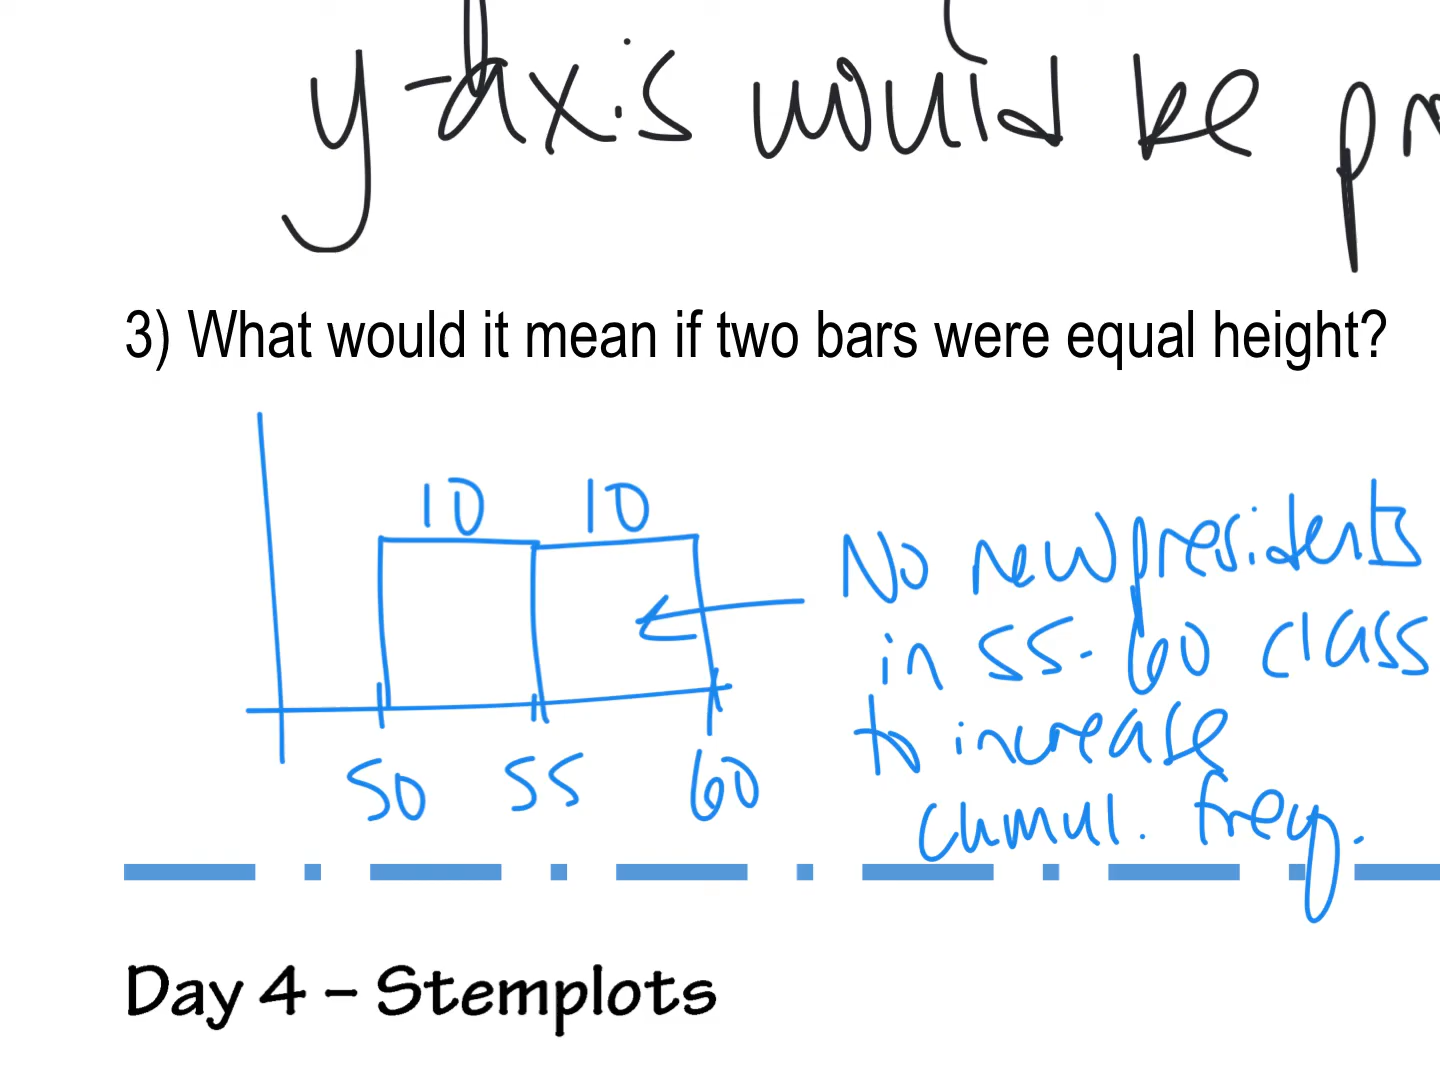 y-axis would be
3) What would it mean if two bars were equal height?
10 10
No new presidents
in 55-60 class
to increase
cumul. freq.
50 55 60
Day 4 – Stemplots